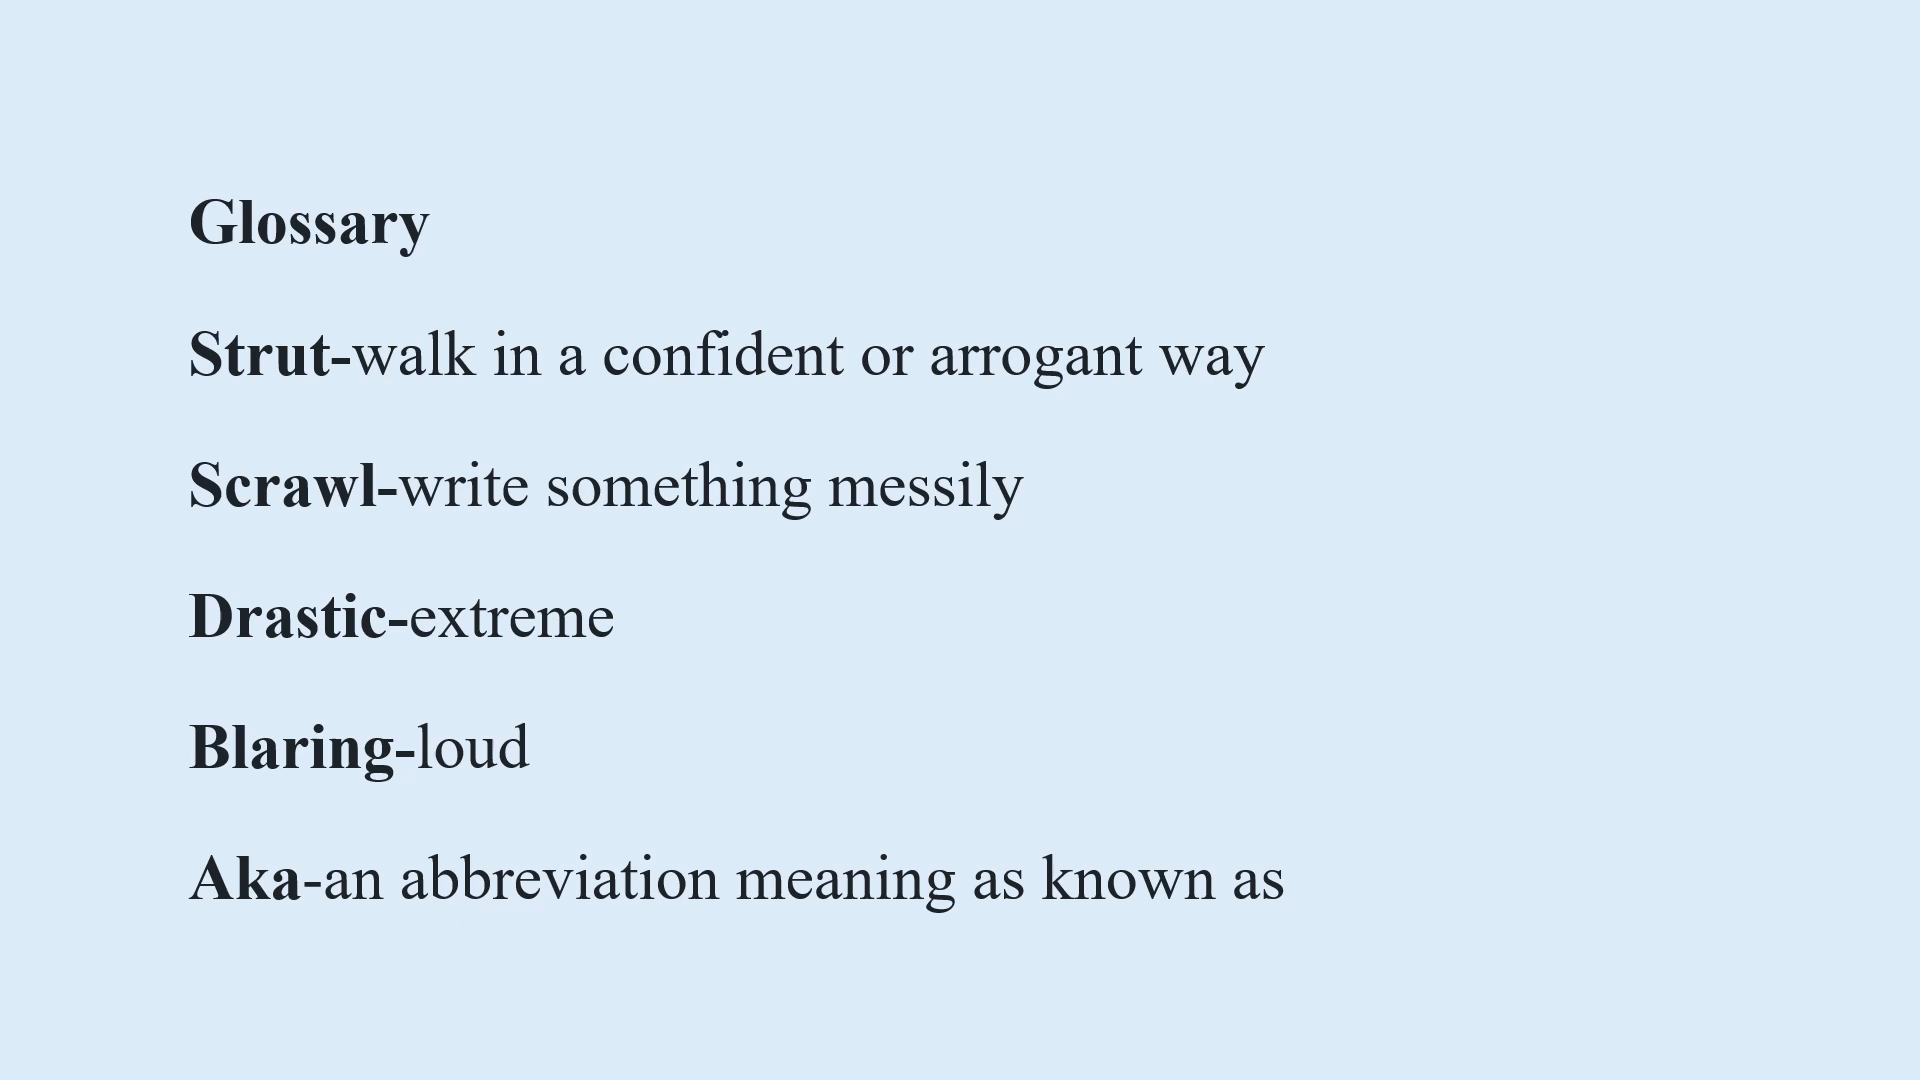 Glossary
Strut-walk in a confident or arrogant way
Scrawl-write something messily
Drastic-extreme
Blaring-loud
Aka-an abbreviation meaning as known as